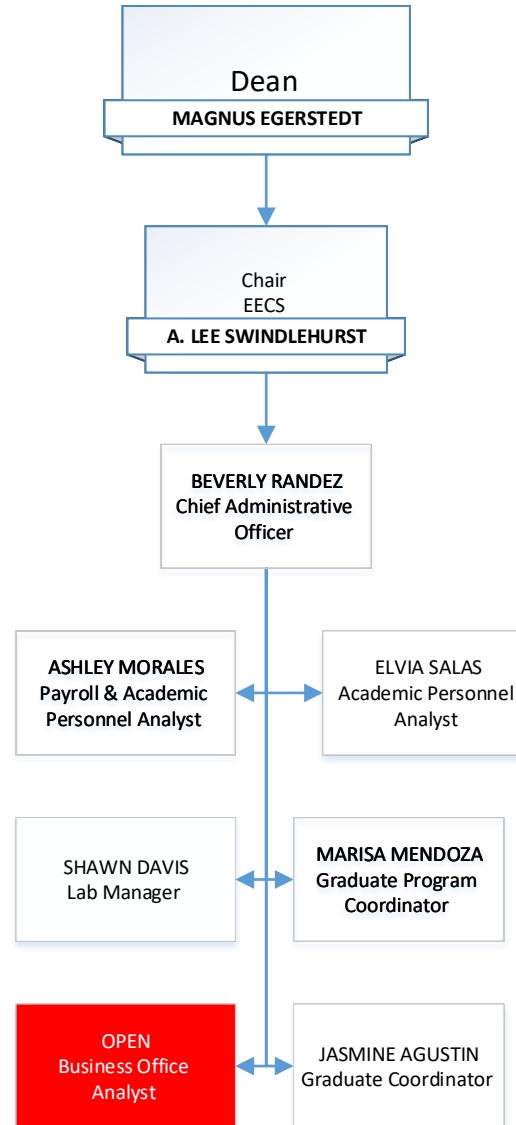 Dean
MAGNUS EGERSTEDT
Chair
EECS
A. LEE SWINDLEHURST
BEVERLY RANDEZ
Chief Administrative
Officer
ASHLEY MORALES
Payroll & Academic
Personnel Analyst
ELVIA SALAS
Academic Personnel
Analyst
SHAWN DAVIS
Lab Manager
MARISA MENDOZA
Graduate Program
Coordinator
OPEN
Business Office
Analyst
JASMINE AGUSTIN
Graduate Coordinator